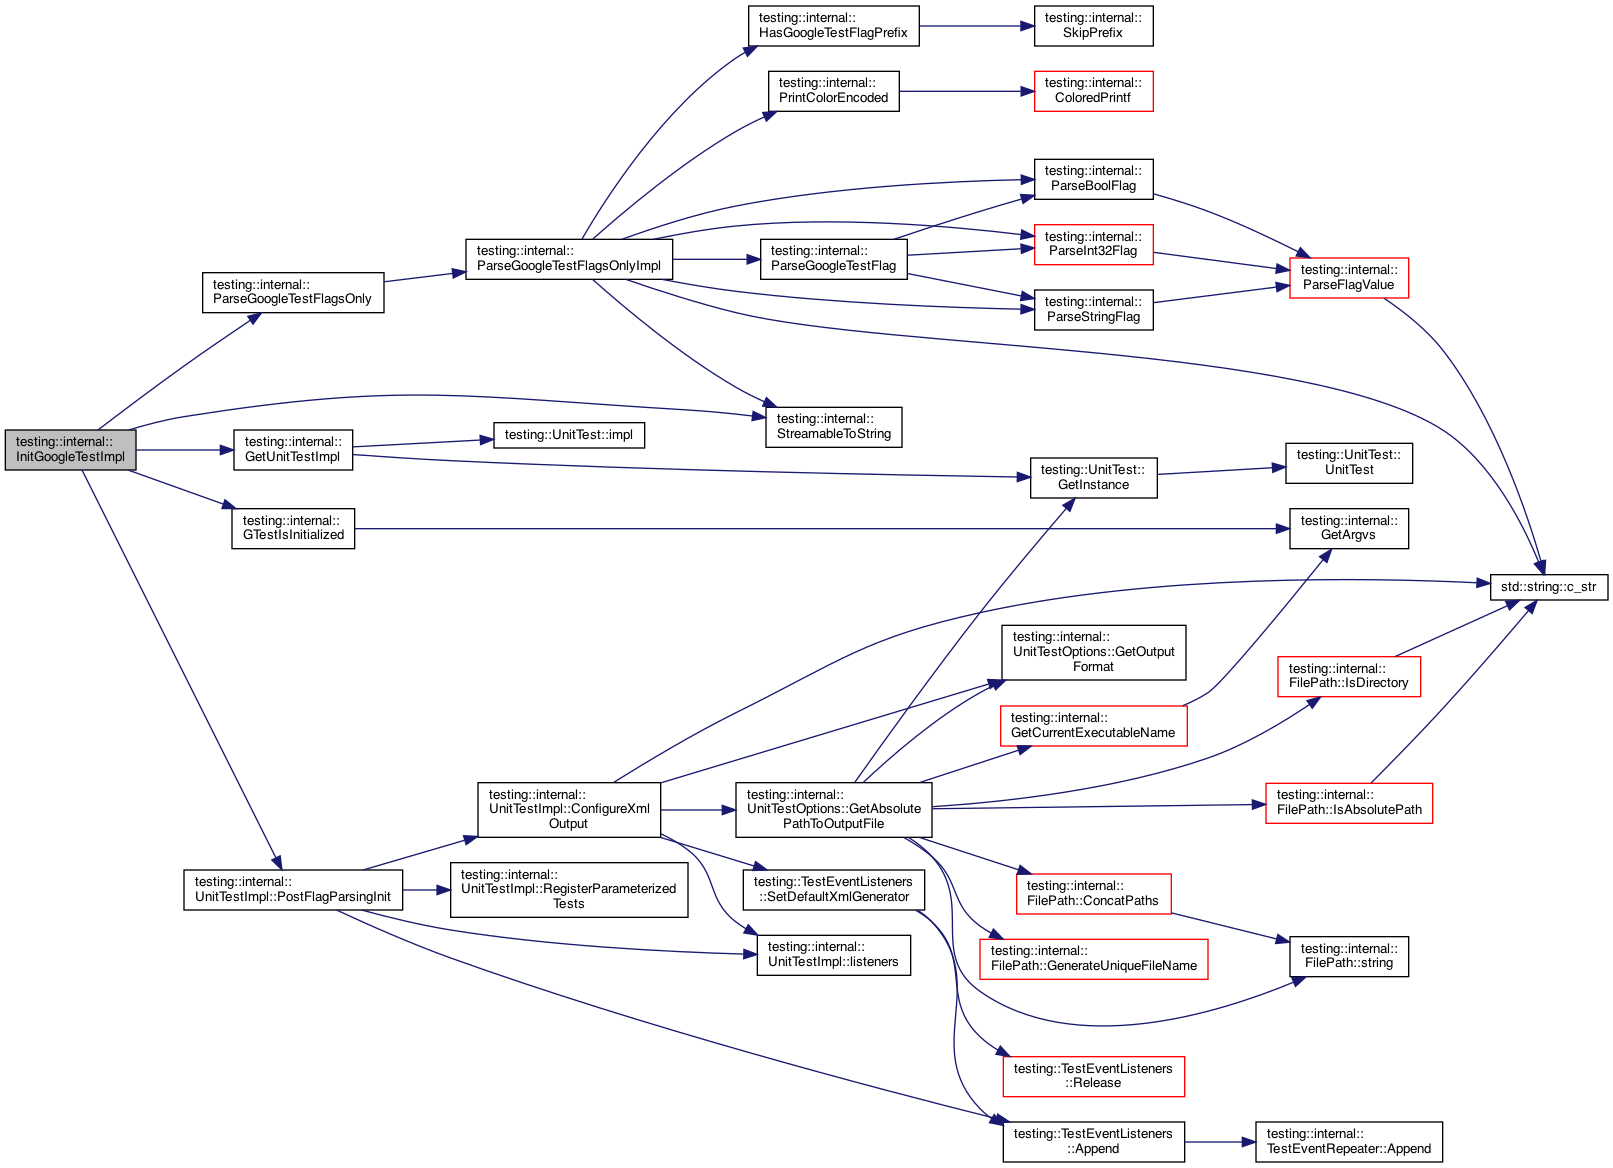 testing::internal::
HasGoogleTestFlagPrefix
testing::internal::
SkipPrefix
testing::internal::
PrintColorEncoded
testing::internal::
ColoredPrintf
testing::internal::
ParseBoolFlag
testing::internal::
ParseGoogleTestFlagsOnlyImpl
testing::internal::
ParseGoogleTestFlag
testing::internal::
ParseInt32Flag
testing::internal::
ParseFlagValue
testing::internal::
ParseGoogleTestFlagsOnly
testing::internal::
ParseStringFlag
testing::internal::
StreamableToString
testing::internal::
InitGoogleTestImpl
testing::internal::
GetUnitTestImpl
testing::UnitTest::impl
testing::UnitTest::
GetInstance
testing::UnitTest::
UnitTest
testing::internal::
GTestIsInitialized
testing::internal::
GetArgvs
std::string::c_str
testing::internal::
UnitTestOptions::GetOutput
Format
testing::internal::
FilePath::IsDirectory
testing::internal::
GetCurrentExecutableName
testing::internal::
UnitTestImpl::ConfigureXml
Output
testing::internal::
UnitTestOptions::GetAbsolute
PathToOutputFile
testing::internal::
FilePath::IsAbsolutePath
testing::internal::
UnitTestImpl::PostFlagParsingInit
testing::internal::
UnitTestImpl::RegisterParameterized
Tests
testing::TestEventListeners
::SetDefaultXmlGenerator
testing::internal::
FilePath::ConcatPaths
testing::internal::
UnitTestImpl::listeners
testing::internal::
FilePath::GenerateUniqueFileName
testing::internal::
FilePath::string
testing::TestEventListeners
::Release
testing::TestEventListeners
::Append
testing::internal::
TestEventRepeater::Append